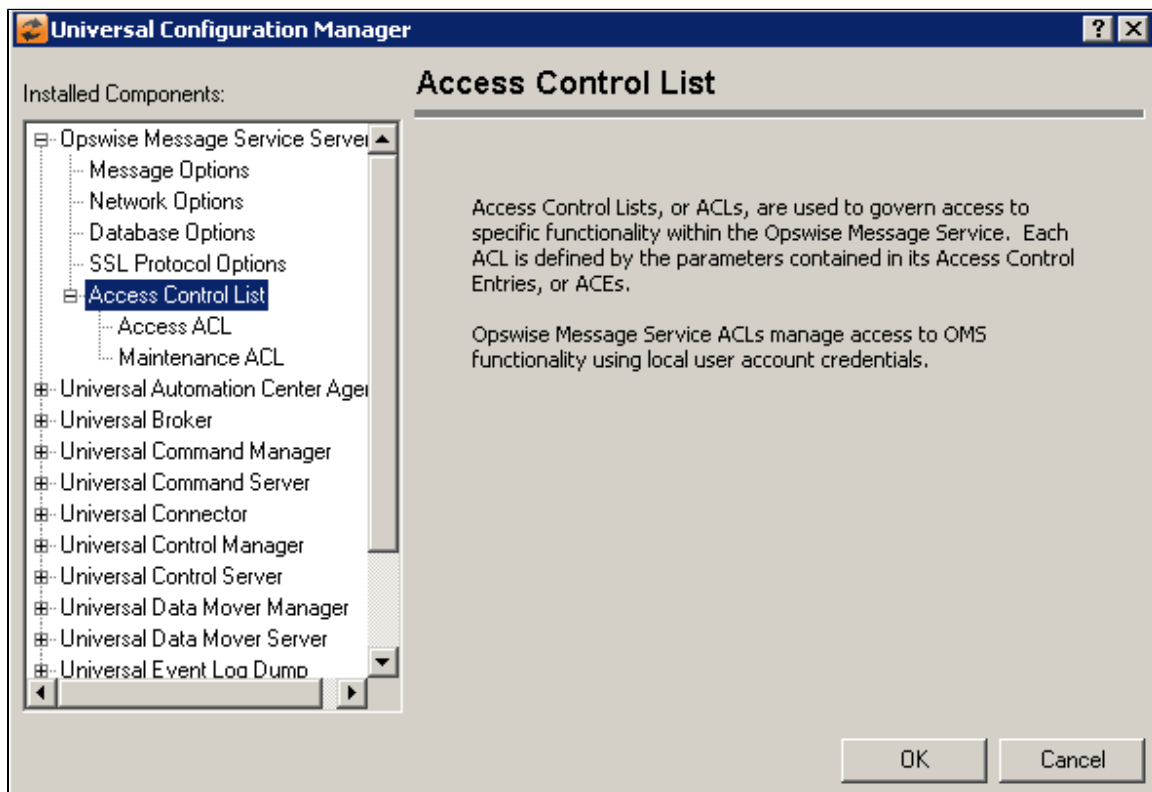 Universal Configuration Manager
Installed Components:
Opswise Message Service Server
Message Options
Network Options
Database Options
SSL Protocol Options
Access Control List
Access ACL
Maintenance ACL
Universal Automation Center Agen
Universal Broker
Universal Command Manager
Universal Command Server
Universal Connector
Universal Control Manager
Universal Control Server
Universal Data Mover Manager
Universal Data Mover Server
Universal Event Log Dump
Access Control List
Access Control Lists, or ACLs, are used to govern access to
specific functionality within the Opswise Message Service. Each
ACL is defined by the parameters contained in its Access Control
Entries, or ACEs.
Opswise Message Service ACLs manage access to OMS
functionality using local user account credentials.
OK
Cancel